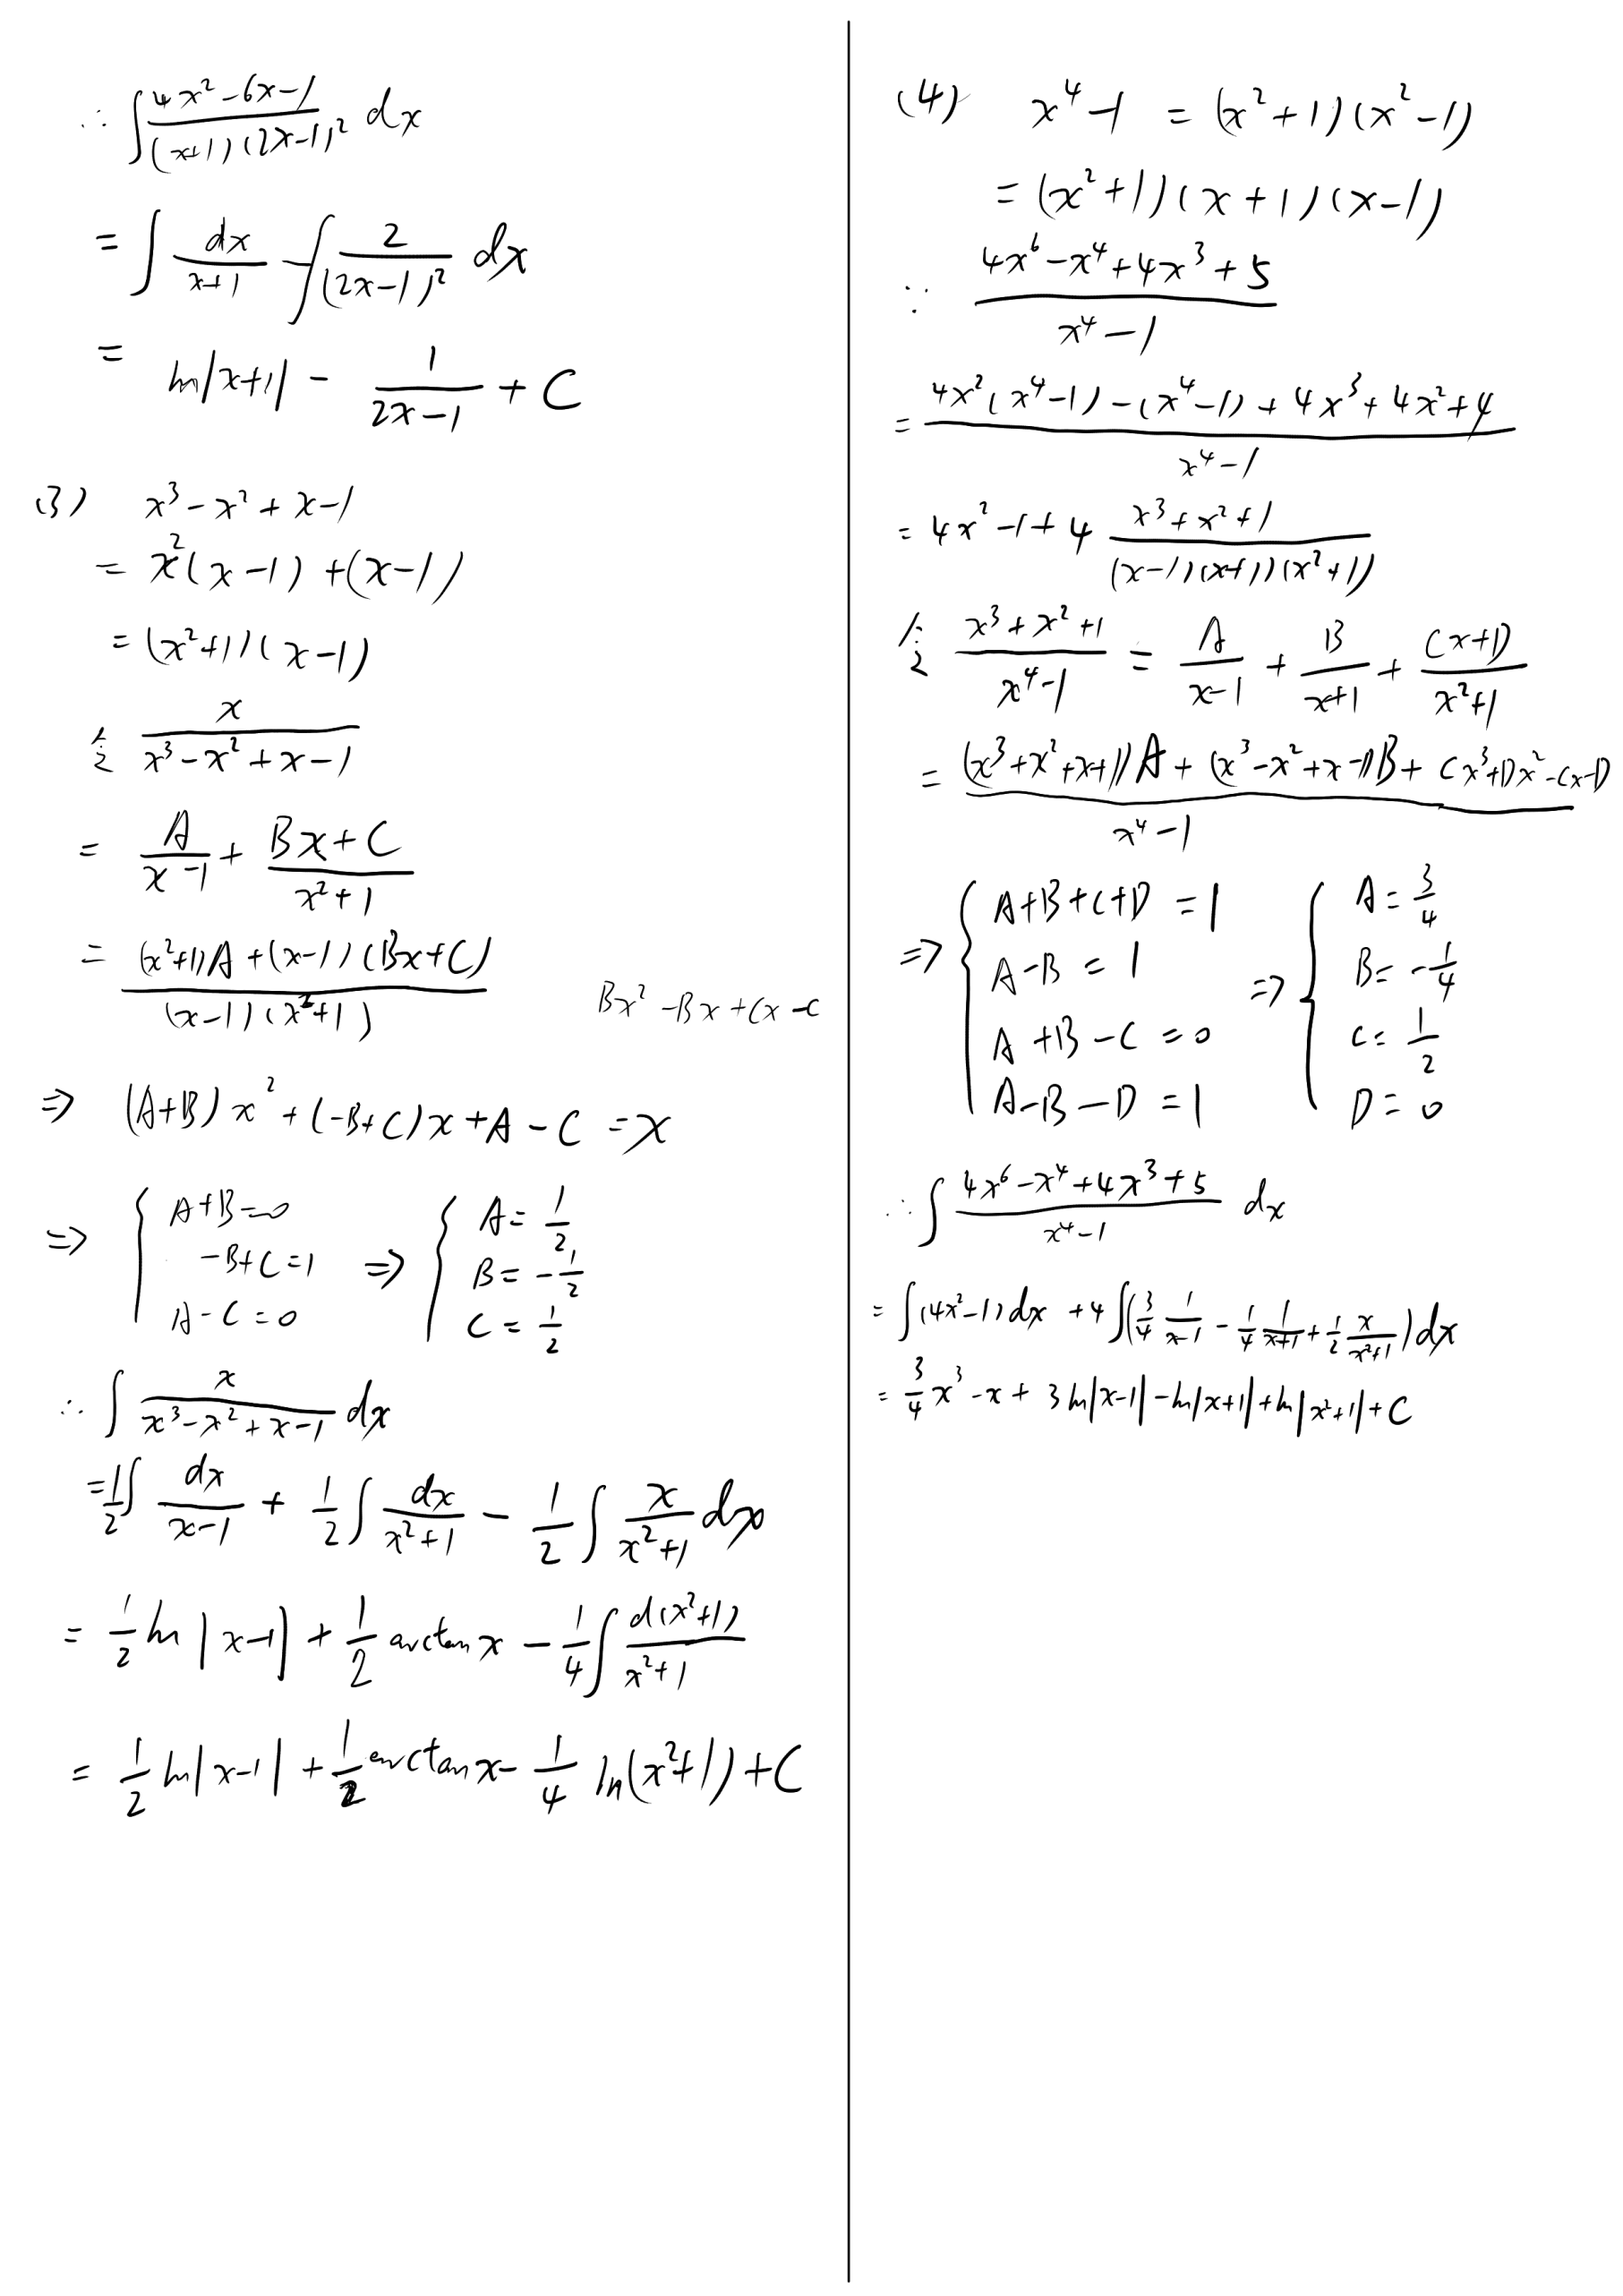 ∴ ∫ (4x² - 6x - 1)/((x+1)(2x-1)²) dx
= ∫ dx/(x+1) - ∫ 2/(2x-1)² dx
= ln|x+1| - 1/(2x-1) + C
(3) x³ - x² + x - 1
= x²(x-1) + (x-1)
= (x²+1)(x-1)
令 x/(x³ - x² + x - 1)
= A/(x-1) + (Bx+C)/(x²+1)
= ((x²+1)A + (x-1)(Bx+C))/((x-1)(x²+1))
Bx² - Bx + Cx - C
⇒ (A+B)x² + (-B+C)x + A - C = x
⇒ { A+B=0 ⇒ { A = 1/2
-B+C=1 B = -1/2
A-C=0 C = 1/2
∴ ∫ x/(x³ - x² + x - 1) dx
= 1/2 ∫ dx/(x-1) + 1/2 ∫ dx/(x²+1) - 1/2 ∫ x/(x²+1) dx
= 1/2 ln|x-1| + 1/2 arctan x - 1/4 ∫ d(x²+1)/(x²+1)
= 1/2 ln|x-1| + 1/2 arctan x - 1/4 ln(x²+1) + C
(4) x⁴ - 1 = (x²+1)(x²-1)
= (x²+1)(x+1)(x-1)
∵ (4x⁶ - x⁴ + 4x³ + 5)/(x⁴ - 1)
= (4x²(x⁴-1) - (x⁴-1) + 4x³ + 4x² + 4)/(x⁴ - 1)
= 4x² - 1 + 4 (x³ + x² + 1)/((x-1)(x+1)(x²+1))
令 (x³ + x² + 1)/(x⁴ - 1) = A/(x-1) + B/(x+1) + (Cx+D)/(x²+1)
= ((x³+x²+x+1)A + (x³-x²+x-1)B + Cx³+Dx²-Cx-D)/(x⁴ - 1)
⇒ { A+B+C+D = 1 ⇒ { A = 3/4
A-B = 1 B = -1/4
A+B-C = 0 C = 1/2
A-B-D = 1 D = 0
∴ ∫ (4x⁶ - x⁴ + 4x³ + 5)/(x⁴ - 1) dx
= ∫ (4x²-1) dx + 4 ∫ (3/4 1/(x-1) - 1/4 1/(x+1) + 1/2 x/(x²+1)) dx
= 3/4 x³ - x + 3 ln|x-1| - ln|x+1| + ln|x²+1| + C